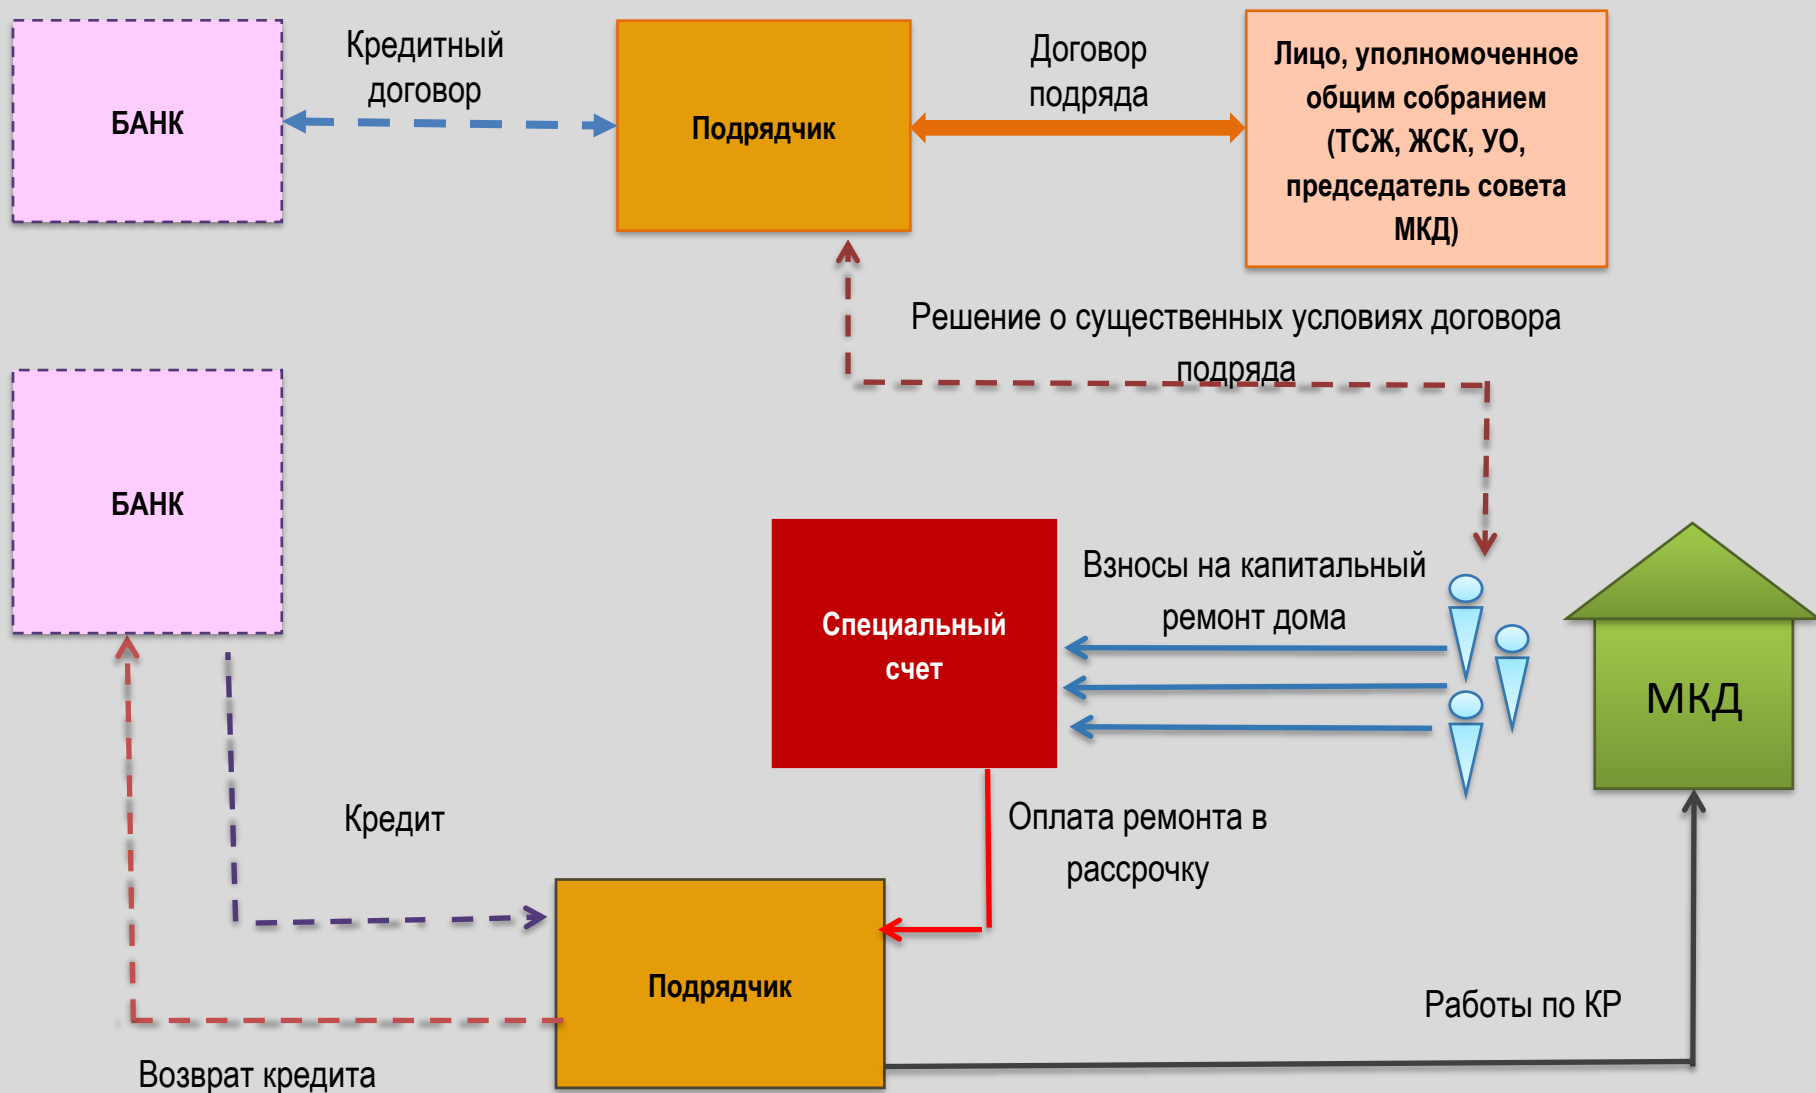 БАНК
Кредитный
договор
Подрядчик
Договор
подряда
Лицо, уполномоченное
общим собранием
(ТСЖ, ЖСК, УО,
председатель совета
МКД)
Решение о существенных условиях договора
подряда
БАНК
Специальный
счет
Взносы на капитальный
ремонт дома
МКД
Кредит
Оплата ремонта в
рассрочку
Подрядчик
Работы по КР
Возврат кредита